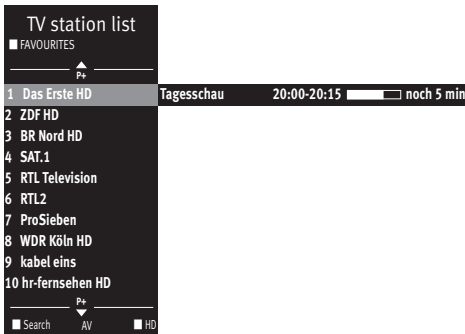 TV station list
FAVOURITES
P+
1 Das Erste HD Tagesschau 20:00-20:15 noch 5 min
2 ZDF HD
3 BR Nord HD
4 SAT.1
5 RTL Television
6 RTL2
7 ProSieben
8 WDR Köln HD
9 kabel eins
10 hr-fernsehen HD
P+
Search AV HD